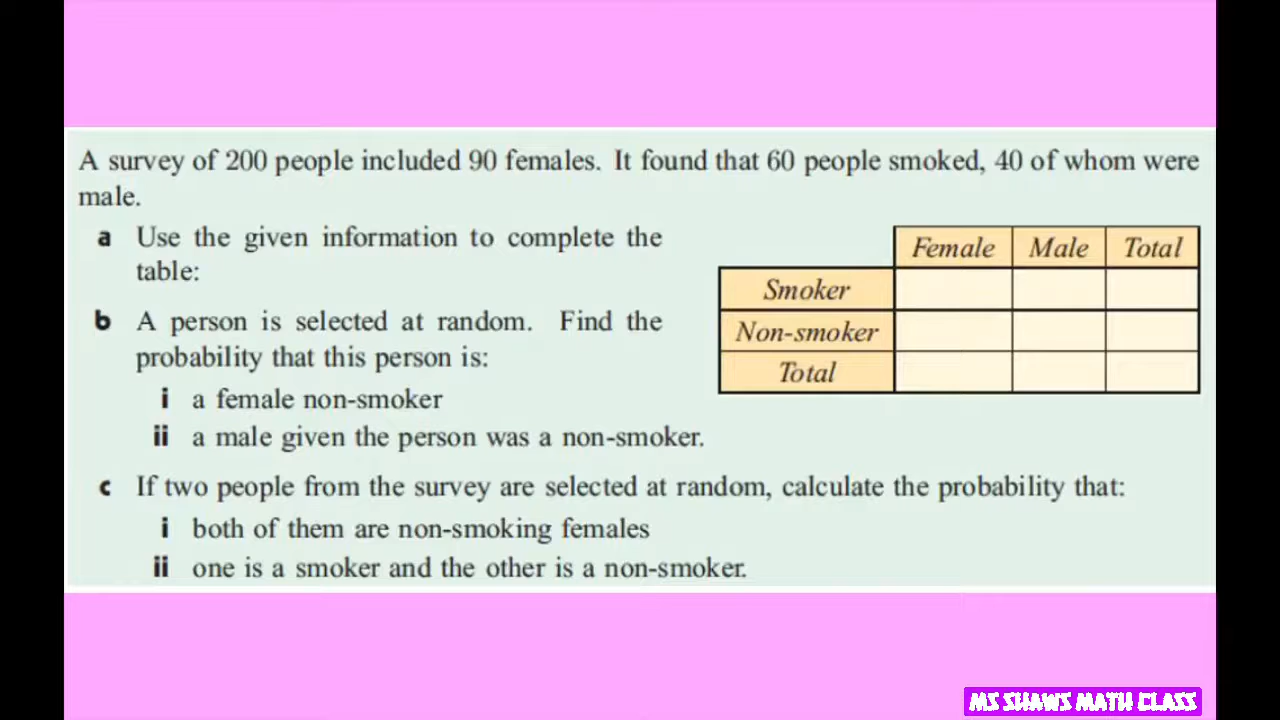 A survey of 200 people included 90 females. It found that 60 people smoked, 40 of whom were
male.
a Use the given information to complete the
table:
b A person is selected at random. Find the
probability that this person is:
i a female non-smoker
ii a male given the person was a non-smoker.
Female Male Total
Smoker
Non-smoker
Total
c If two people from the survey are selected at random, calculate the probability that:
i both of them are non-smoking females
ii one is a smoker and the other is a non-smoker.
MS SHAWS MATH CLASS